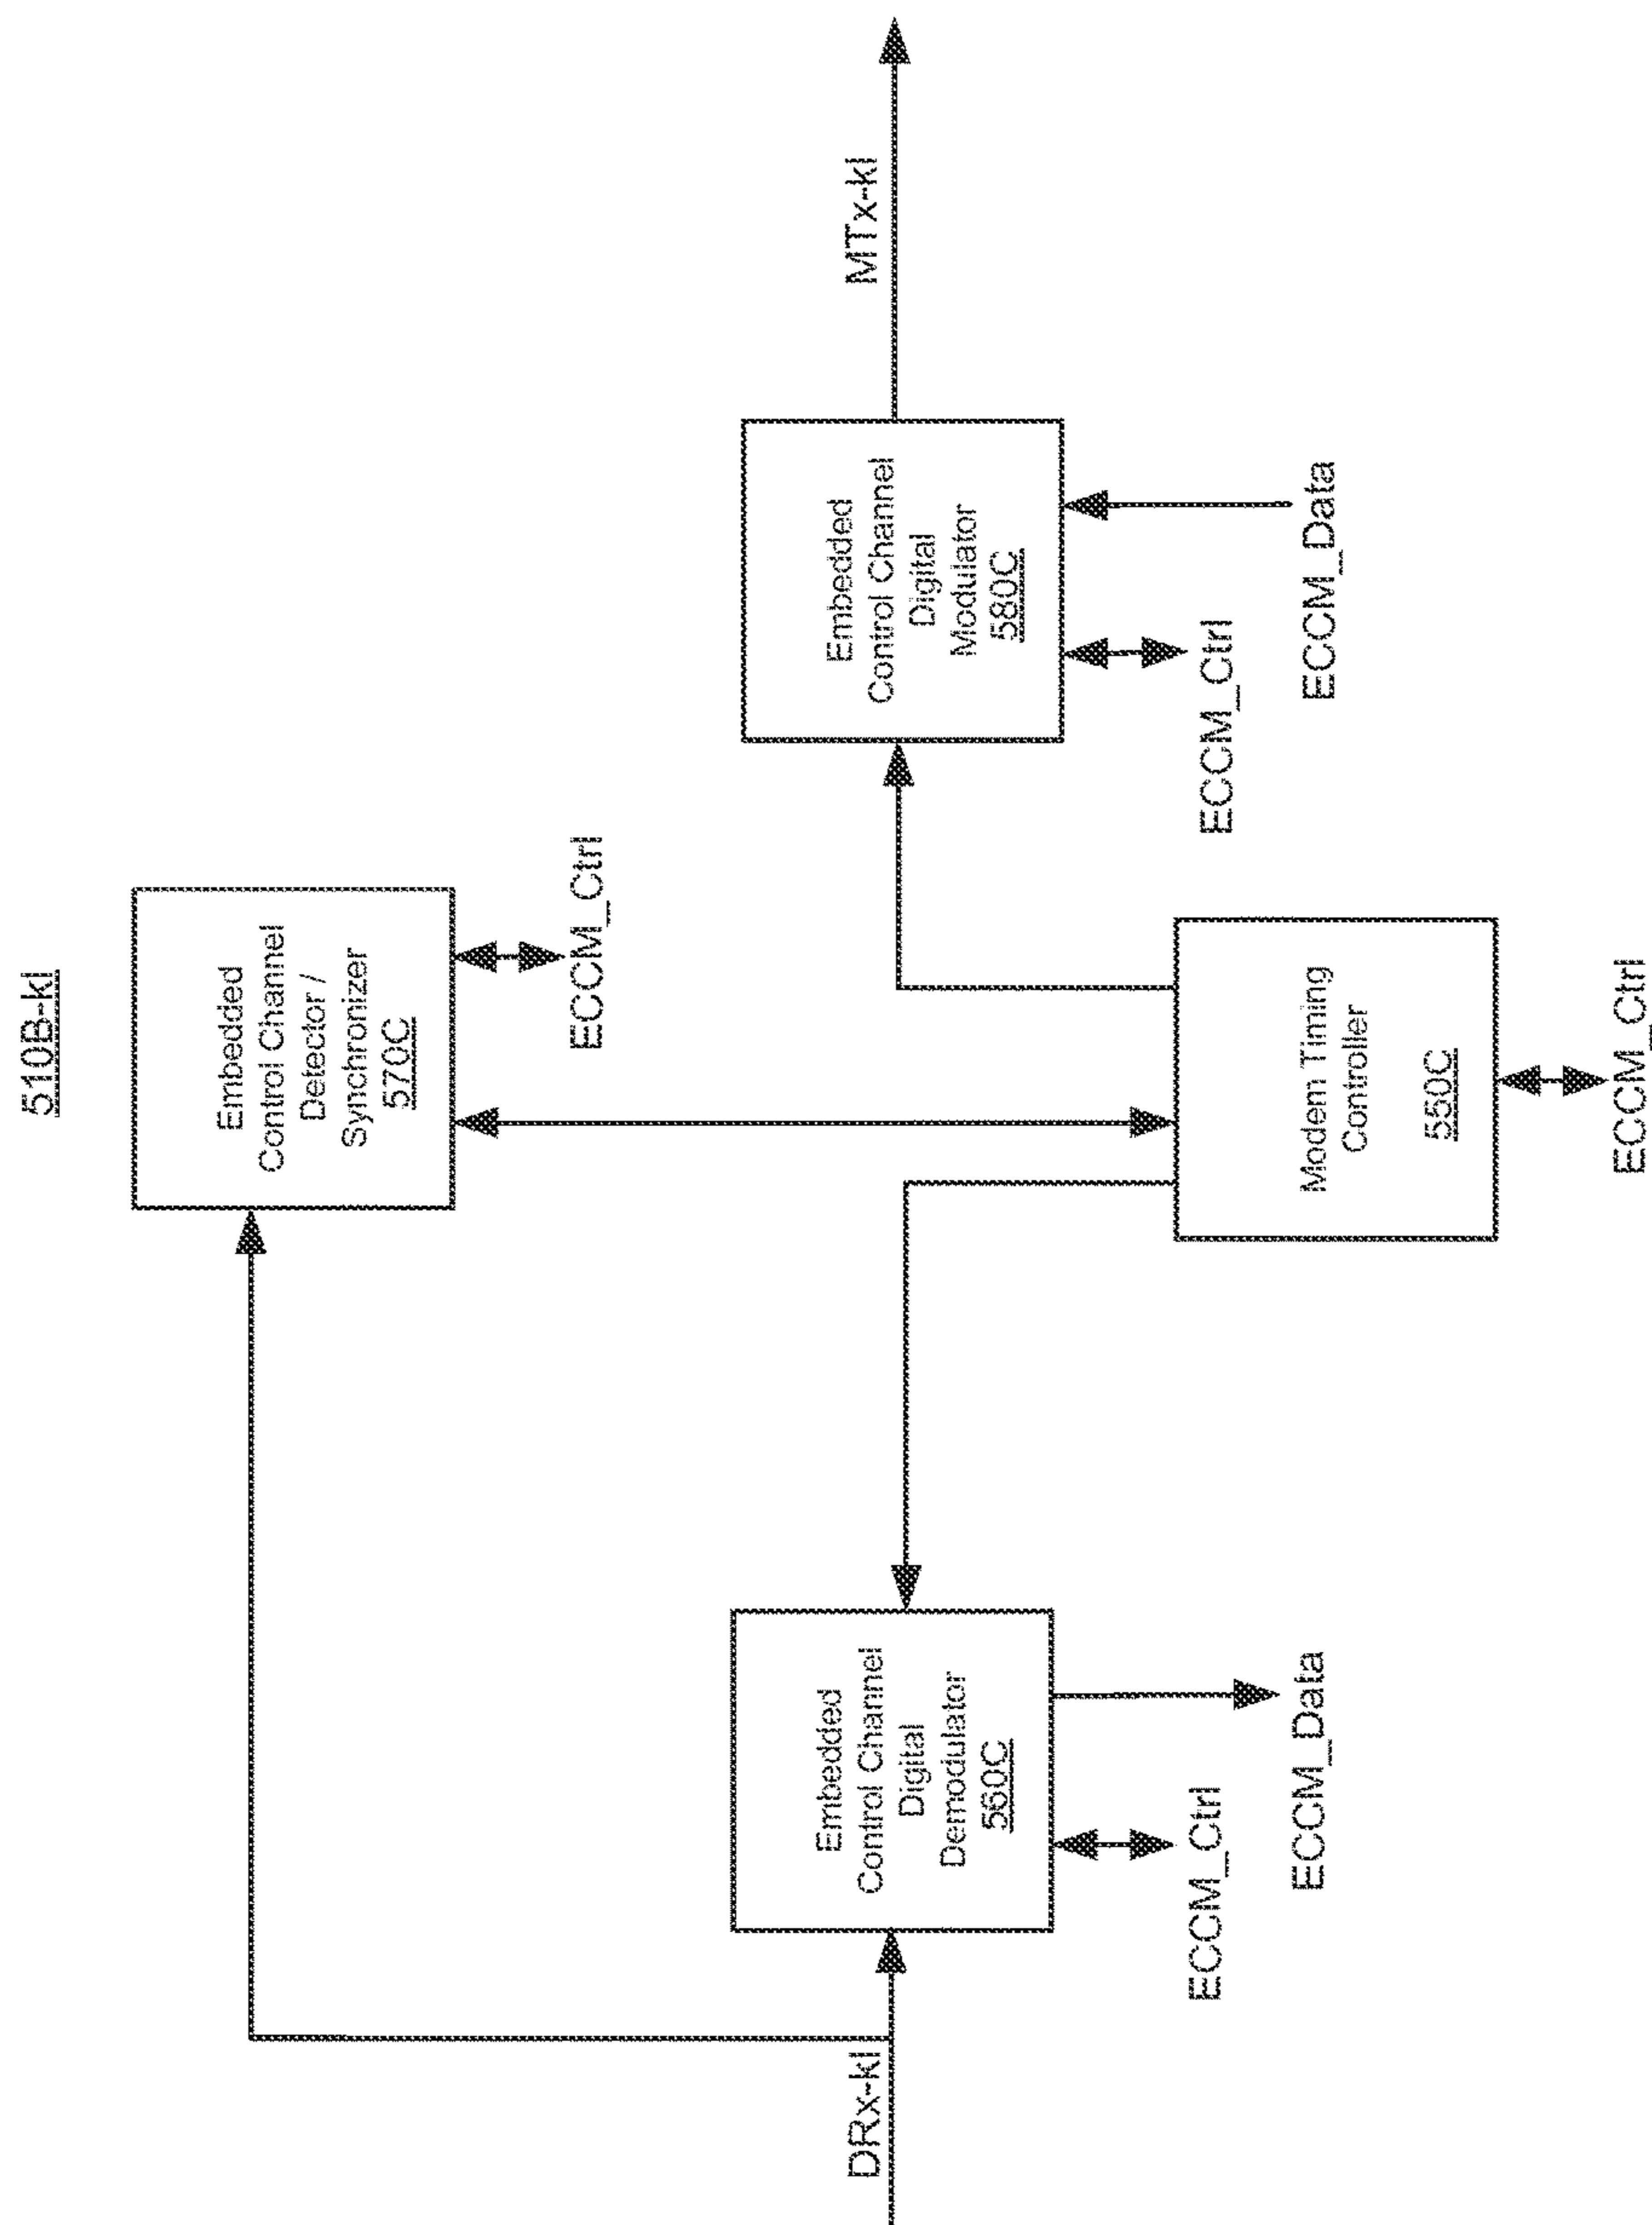 510B-kl
Embedded
Control Channel
Detector /
Synchronizer
570C
ECCM_Ctrl
DRx-kl
Embedded
Control Channel
Digital
Demodulator
560C
ECCM_Ctrl
ECCM_Data
Embedded
Control Channel
Digital
Modulator
580C
MTx-kl
ECCM_Ctrl
ECCM_Data
Modem Timing
Controller
550C
ECCM_Ctrl